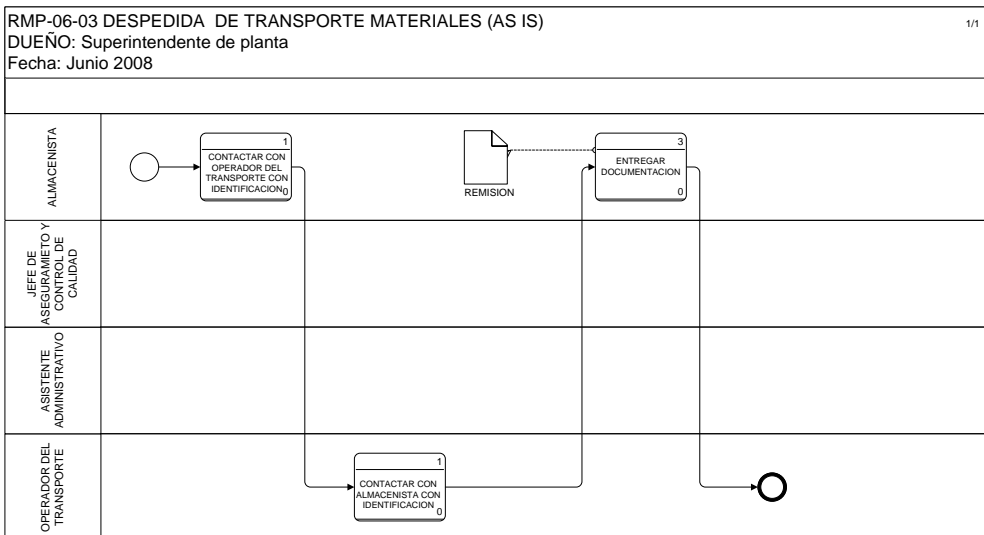 RMP-06-03 DESPEDIDA DE TRANSPORTE MATERIALES (AS IS)
1/1
DUEÑO: Superintendente de planta
Fecha: Junio 2008
ALMACENISTA
1
CONTACTAR CON
OPERADOR DEL
TRANSPORTE CON
IDENTIFICACION
0
REMISION
3
ENTREGAR
DOCUMENTACION
0
JEFE DE
ASEGURAMIETO Y
CONTROL DE
CALIDAD
ASISTENTE
ADMINISTRATIVO
OPERADOR DEL
TRANSPORTE
1
CONTACTAR CON
ALMACENISTA CON
IDENTIFICACION
0